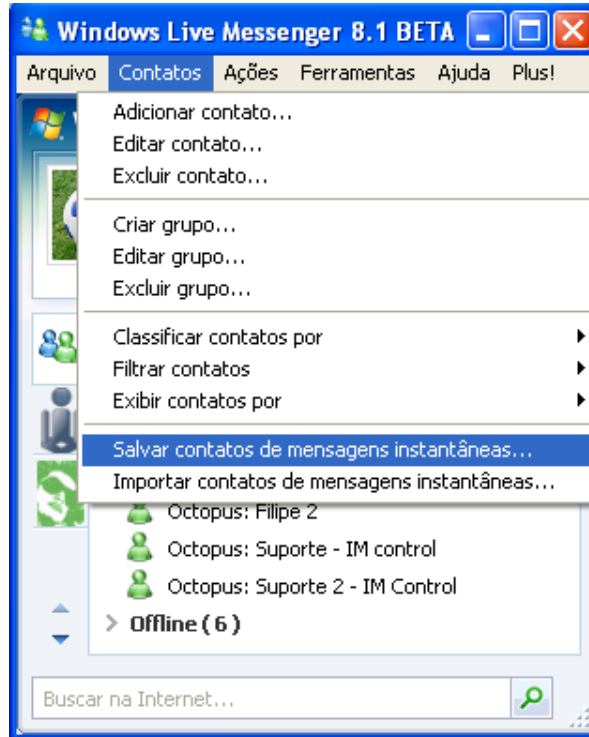 Windows Live Messenger 8.1 BETA
Arquivo Contatos Ações Ferramentas Ajuda Plus!
Adicionar contato...
Editar contato...
Excluir contato...
Criar grupo...
Editar grupo...
Excluir grupo...
Classificar contatos por
Filtrar contatos
Exibir contatos por
Salvar contatos de mensagens instantâneas...
Importar contatos de mensagens instantâneas...
Octopus: Filipe 2
Octopus: Suporte - IM control
Octopus: Suporte 2 - IM Control
Offline ( 6 )
Buscar na Internet...